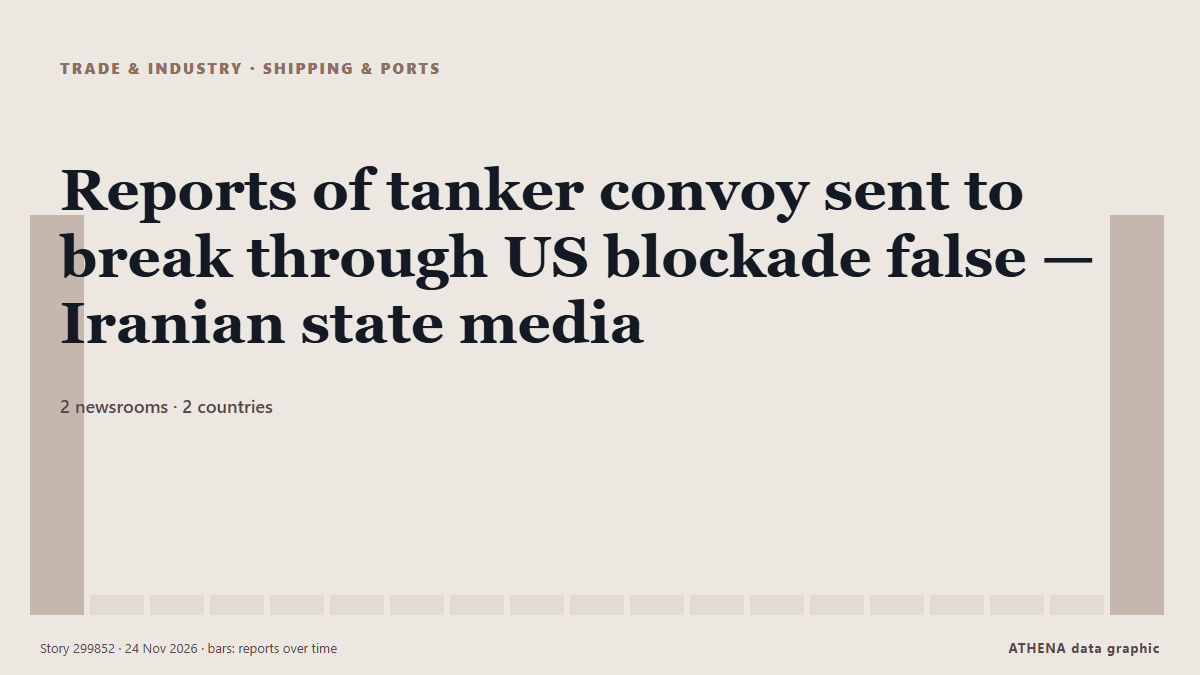 TRADE & INDUSTRY · SHIPPING & PORTS
Reports of tanker convoy sent to
break through US blockade false —
Iranian state media
2 newsrooms · 2 countries
Story 299852 · 24 Nov 2026 · bars: reports over time
ATHENA data graphic